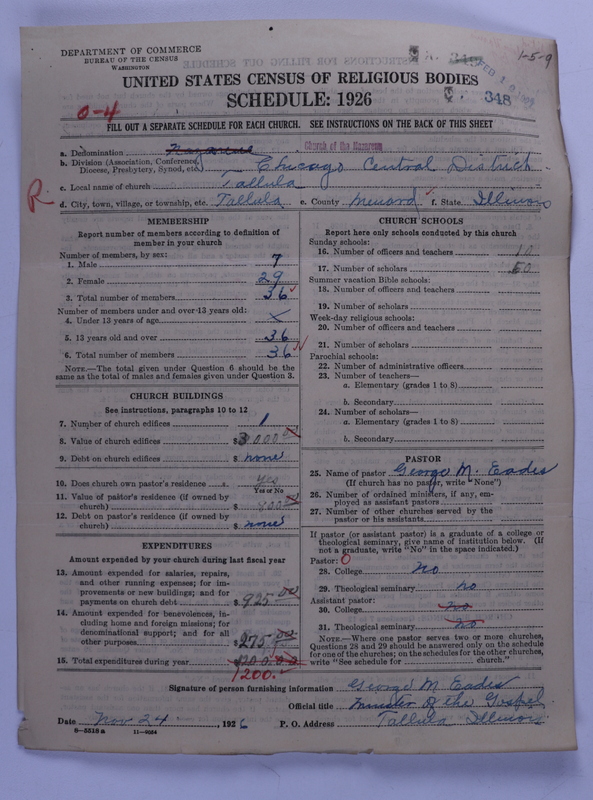 DEPARTMENT OF COMMERCE
BUREAU OF THE CENSUS
WASHINGTON
1-5-9
UNITED STATES CENSUS OF RELIGIOUS BODIES
SCHEDULE: 1926
348
0-4
FILL OUT A SEPARATE SCHEDULE FOR EACH CHURCH. SEE INSTRUCTIONS ON THE BACK OF THIS SHEET
a. Denomination Nazarene Church of the Nazarene
b. Division (Association, Conference, Diocese, Presbytery, Synod, etc.) Chicago Central District
c. Local name of church Tallula
R. d. City, town, village, or township, etc. Tallula e. County Menard f. State Illinois
MEMBERSHIP
Report number of members according to definition of
member in your church
Number of members, by sex:
1. Male 7
2. Female 29
3. Total number of members 36
Number of members under and over 13 years old:
4. Under 13 years of age X
5. 13 years old and over 36
6. Total number of members 36
NOTE.—The total given under Question 6 should be the
same as the total of males and females given under Question 3.
CHURCH BUILDINGS
See instructions, paragraphs 10 to 12
7. Number of church edifices 1
8. Value of church edifices $3000.00
9. Debt on church edifices $ none
10. Does church own pastor's residence? Yes
Yes or No
11. Value of pastor's residence (if owned by
church) $ 800.00
12. Debt on pastor's residence (if owned by
church) $ none
EXPENDITURES
Amount expended by your church during last fiscal year
13. Amount expended for salaries, repairs,
and other running expenses; for im-
provements or new buildings; and for
payments on church debt $ 925.00
14. Amount expended for benevolences, in-
cluding home and foreign missions; for
denominational support; and for all
other purposes $275.00
15. Total expenditures during year $1200.00
1200.
CHURCH SCHOOLS
Report here only schools conducted by this church
Sunday schools:
16. Number of officers and teachers 10
17. Number of scholars 50
Summer vacation Bible schools:
18. Number of officers and teachers
19. Number of scholars
Week-day religious schools:
20. Number of officers and teachers
21. Number of scholars
Parochial schools:
22. Number of administrative officers
23. Number of teachers—
a. Elementary (grades 1 to 8)
b. Secondary
24. Number of scholars—
a. Elementary (grades 1 to 8)
b. Secondary
PASTOR
25. Name of pastor George M. Eades
(If church has no pastor, write "None")
26. Number of ordained ministers, if any, em-
ployed as assistant pastors
27. Number of other churches served by the
pastor or his assistants
If pastor (or assistant pastor) is a graduate of a college or
theological seminary, give name of institution below. (If
not a graduate, write "No" in the space indicated.)
Pastor: 0
28. College no
29. Theological seminary no
Assistant pastor:
30. College no
31. Theological seminary no
NOTE.—Where one pastor serves two or more churches,
Questions 28 and 29 should be answered only on the schedule
for one of the churches; on the schedules for the other churches,
write "See schedule for church."
Signature of person furnishing information George M Eades
Official title Minister of the Gospel
Date Nov 24, 1926 P. O. Address Tallula Illinois
8-5518 a 11-9054